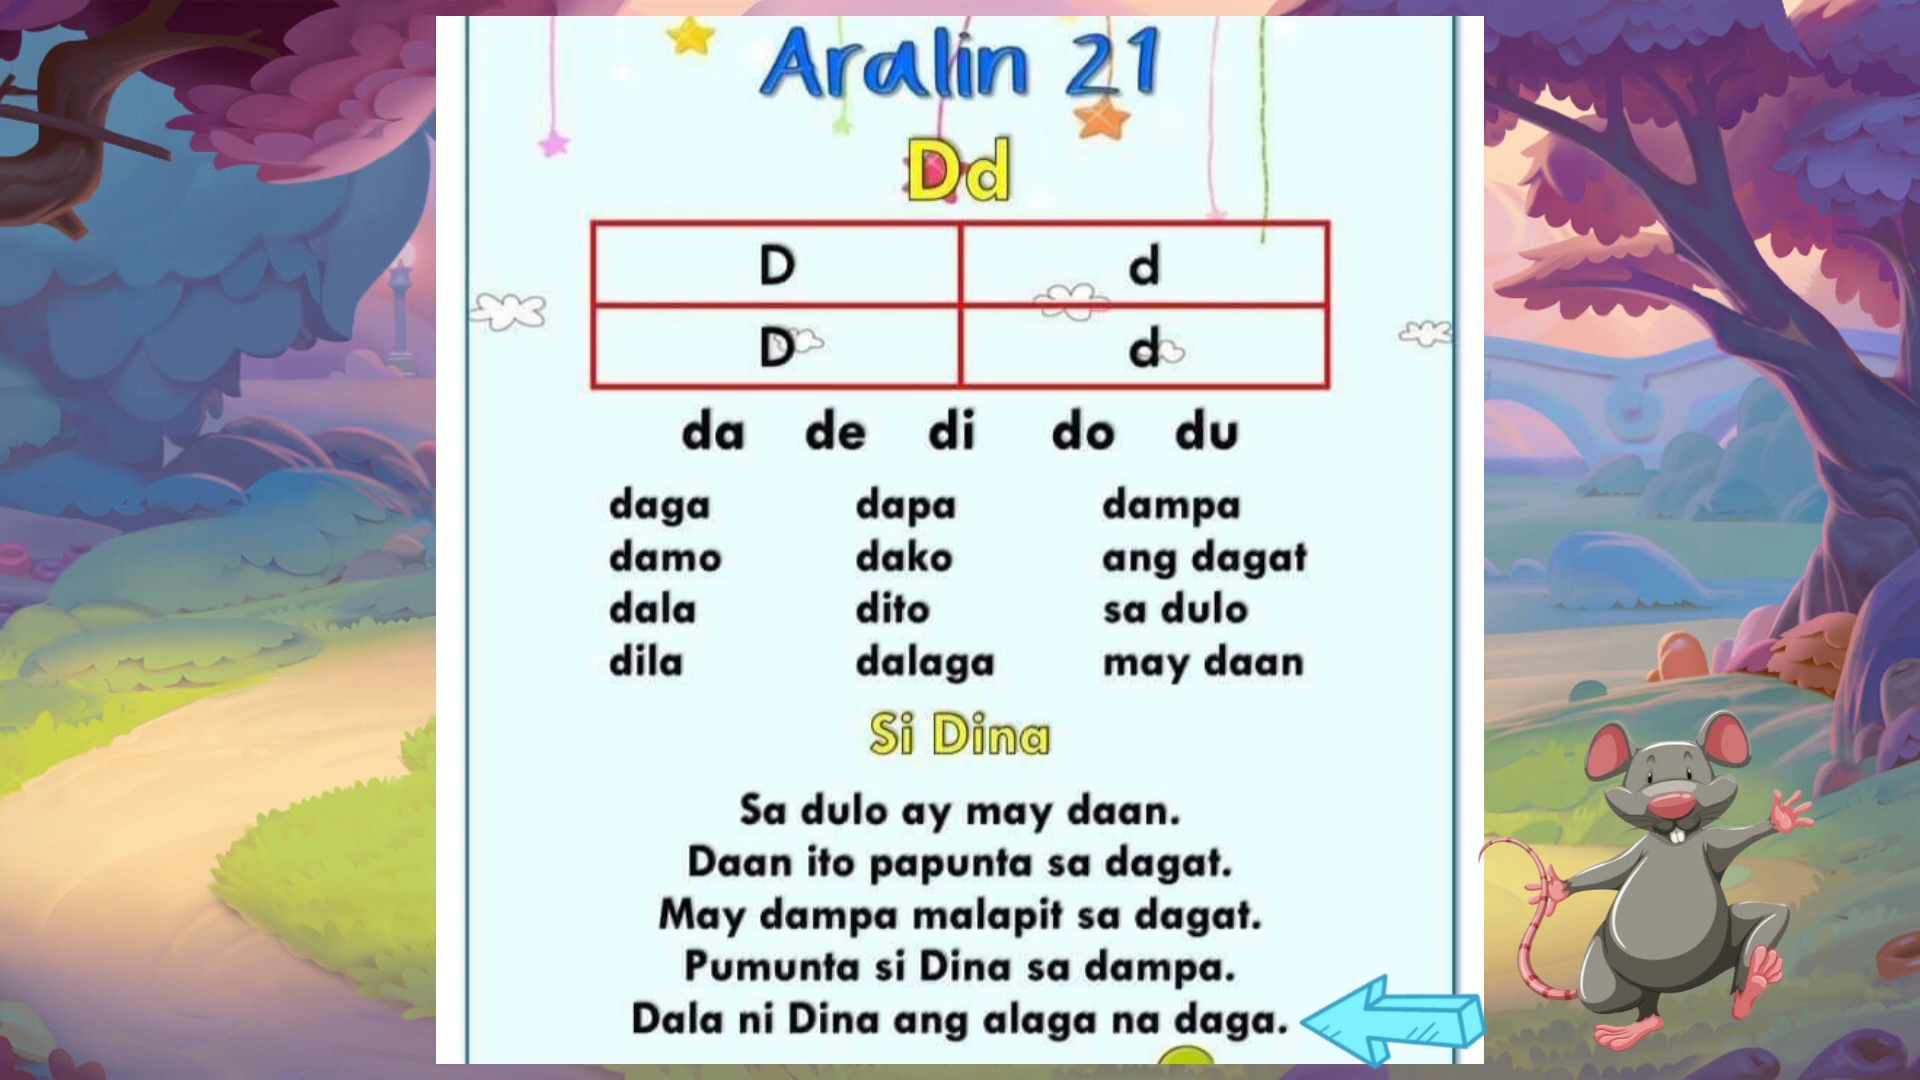 Aralin 21
Dd
D d
D d
da de di do du
daga dapa dampa
damo dako ang dagat
dala dito sa dulo
dila dalaga may daan
Si Dina
Sa dulo ay may daan.
Daan ito papunta sa dagat.
May dampa malapit sa dagat.
Pumunta si Dina sa dampa.
Dala ni Dina ang alaga na daga.